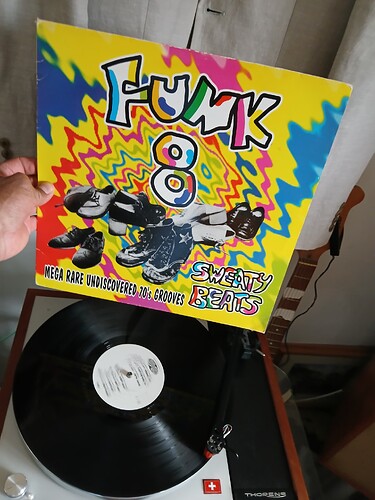 FUNK
8
MEGA RARE UNDISCOVERED 70's GROOVES
SWEATY
BEATS
THORENS